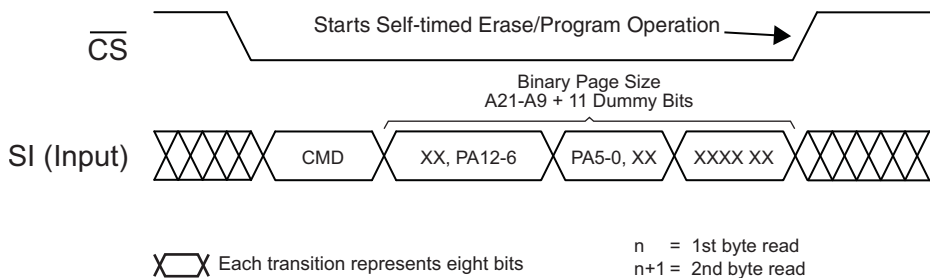 Starts Self-timed Erase/Program Operation
CS
Binary Page Size
A21-A9 + 11 Dummy Bits
SI (Input)
CMD
XX, PA12-6
PA5-0, XX
XXXX XX
Each transition represents eight bits
n = 1st byte read
n+1 = 2nd byte read